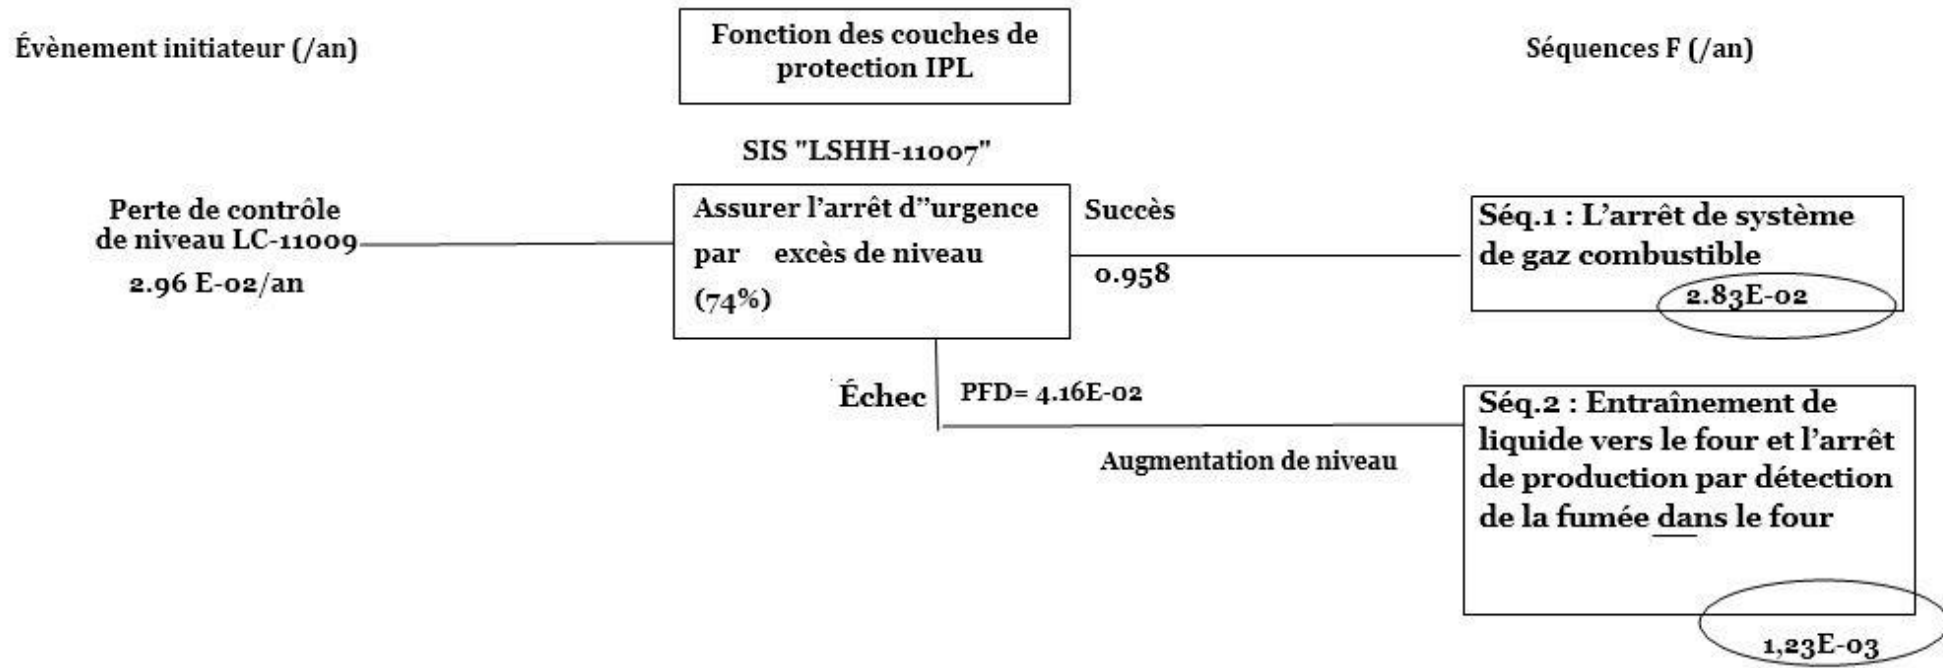 Évènement initiateur (/an)
Fonction des couches de
protection IPL
Séquences F (/an)
SIS "LSHH-11007"
Perte de contrôle
de niveau LC-11009
2.96 E-02/an
Assurer l'arrêt d''urgence
par excès de niveau
(74%)
Succès
0.958
Séq.1 : L'arrêt de système
de gaz combustible
2.83E-02
Échec
PFD= 4.16E-02
Augmentation de niveau
Séq.2 : Entraînement de
liquide vers le four et l'arrêt
de production par détection
de la fumée dans le four
1,23E-03